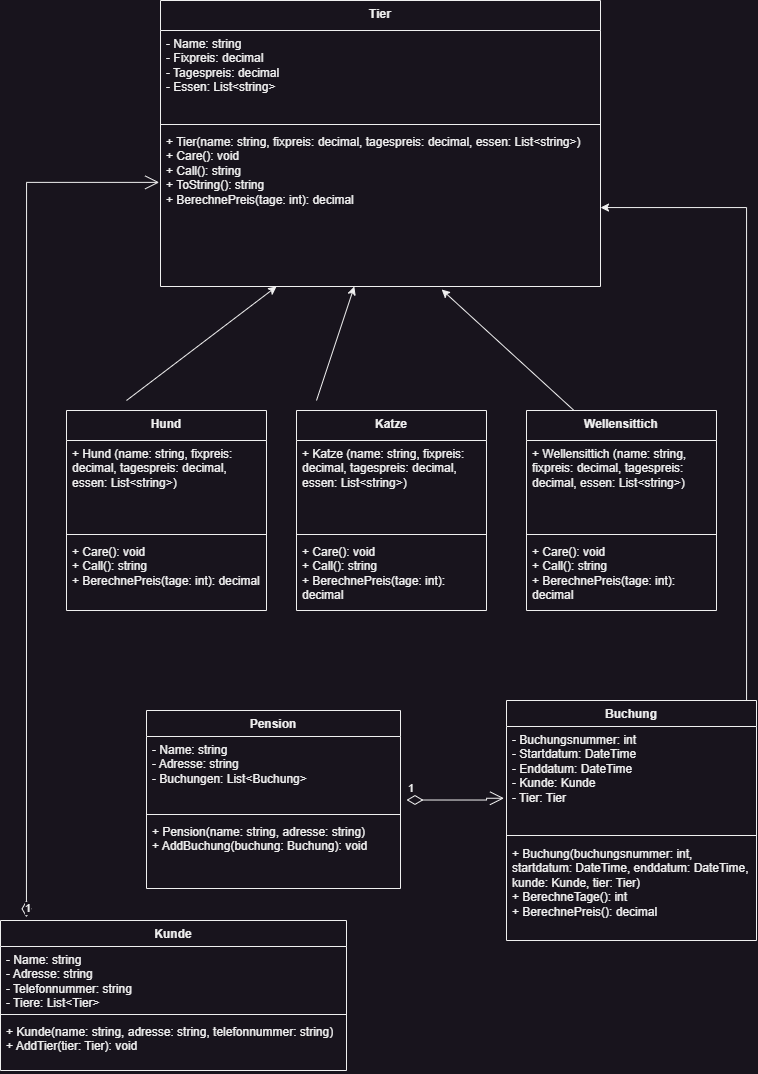 Tier
- Name: string
- Fixpreis: decimal
- Tagespreis: decimal
- Essen: List<string>
+ Tier(name: string, fixpreis: decimal, tagespreis: decimal, essen: List<string>)
+ Care(): void
+ Call(): string
+ ToString(): string
+ BerechnePreis(tage: int): decimal
Hund
+ Hund (name: string, fixpreis:
decimal, tagespreis: decimal,
essen: List<string>)
+ Care(): void
+ Call(): string
+ BerechnePreis(tage: int): decimal
Katze
+ Katze (name: string, fixpreis:
decimal, tagespreis: decimal,
essen: List<string>)
+ Care(): void
+ Call(): string
+ BerechnePreis(tage: int):
decimal
Wellensittich
+ Wellensittich (name: string,
fixpreis: decimal, tagespreis:
decimal, essen: List<string>)
+ Care(): void
+ Call(): string
+ BerechnePreis(tage: int):
decimal
Pension
- Name: string
- Adresse: string
- Buchungen: List<Buchung>
+ Pension(name: string, adresse: string)
+ AddBuchung(buchung: Buchung): void
1
Buchung
- Buchungsnummer: int
- Startdatum: DateTime
- Enddatum: DateTime
- Kunde: Kunde
- Tier: Tier
+ Buchung(buchungsnummer: int,
startdatum: DateTime, enddatum: DateTime,
kunde: Kunde, tier: Tier)
+ BerecheTage(): int
+ BerechnePreis(): decimal
1
Kunde
- Name: string
- Adresse: string
- Telefonnummer: string
- Tiere: List<Tier>
+ Kunde(name: string, adresse: string, telefonnummer: string)
+ AddTier(tier: Tier): void